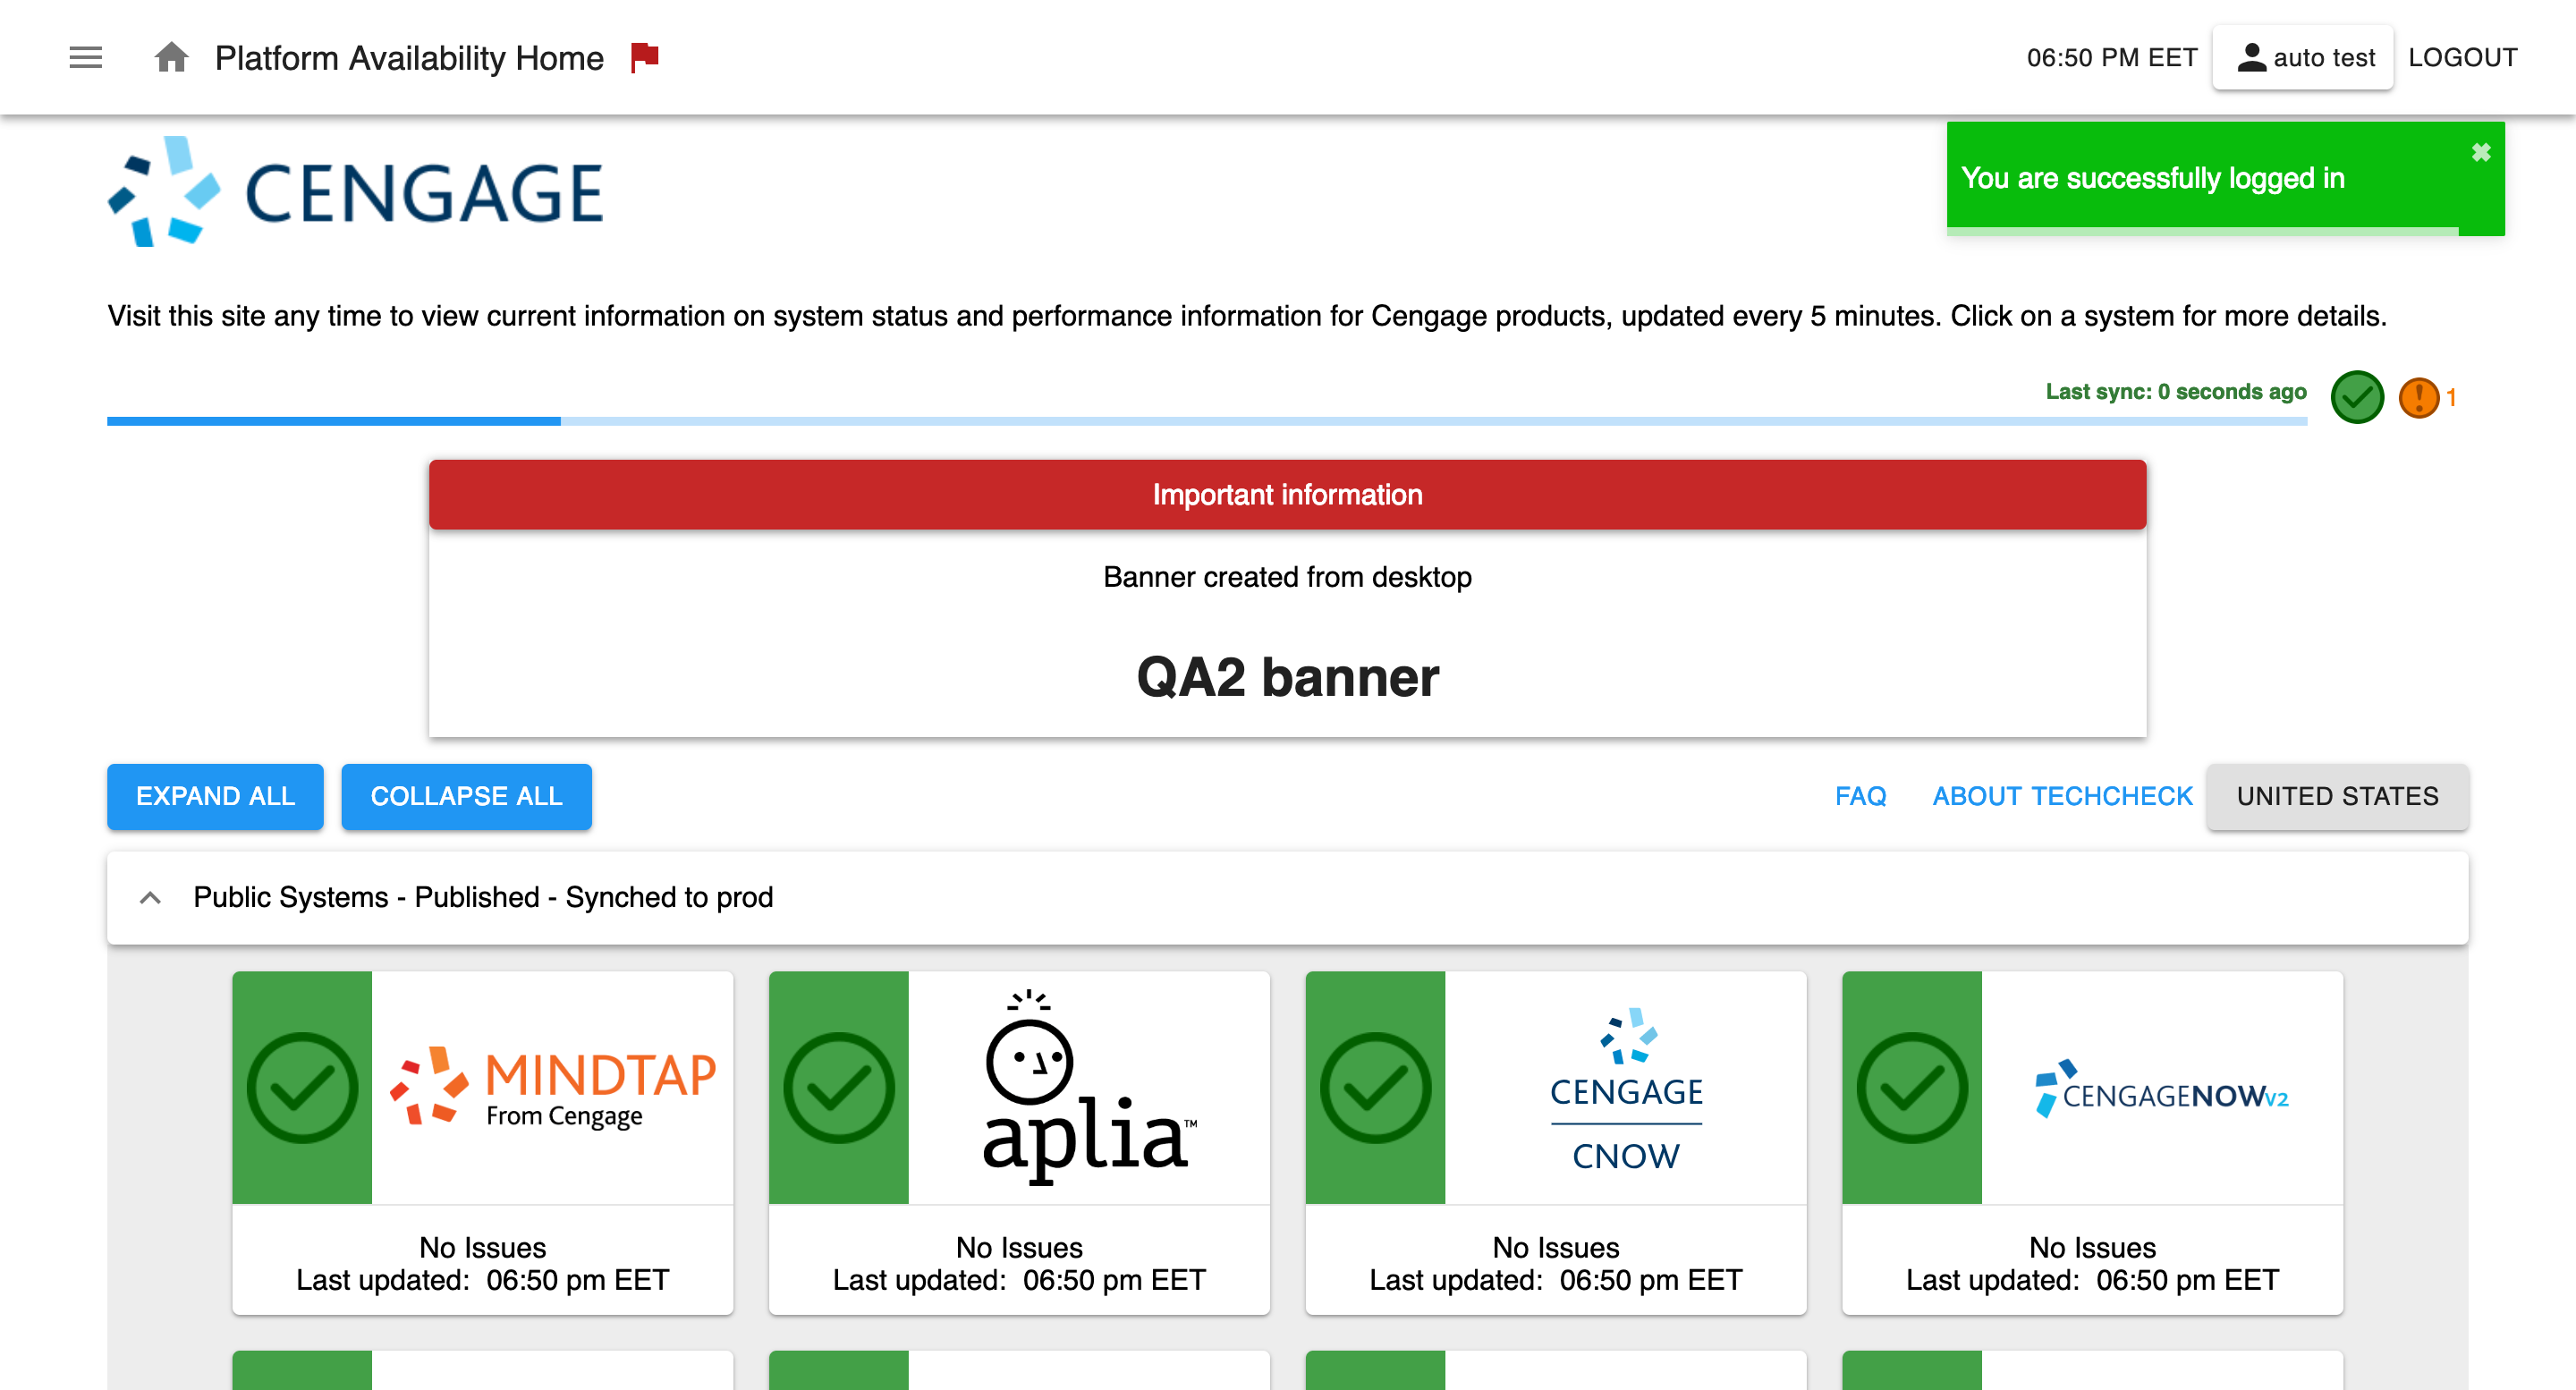 Platform Availability Home
06:50 PM EET
auto test
LOGOUT
CENGAGE
You are successfully logged in
Visit this site any time to view current information on system status and performance information for Cengage products, updated every 5 minutes. Click on a system for more details.
Last sync: 0 seconds ago
1
Important information
Banner created from desktop
QA2 banner
EXPAND ALL
COLLAPSE ALL
FAQ
ABOUT TECHCHECK
UNITED STATES
Public Systems - Published - Synched to prod
MINDTAP
From Cengage
No Issues
Last updated: 06:50 pm EET
aplia™
No Issues
Last updated: 06:50 pm EET
CENGAGE
CNOW
No Issues
Last updated: 06:50 pm EET
CENGAGENOWV2
No Issues
Last updated: 06:50 pm EET